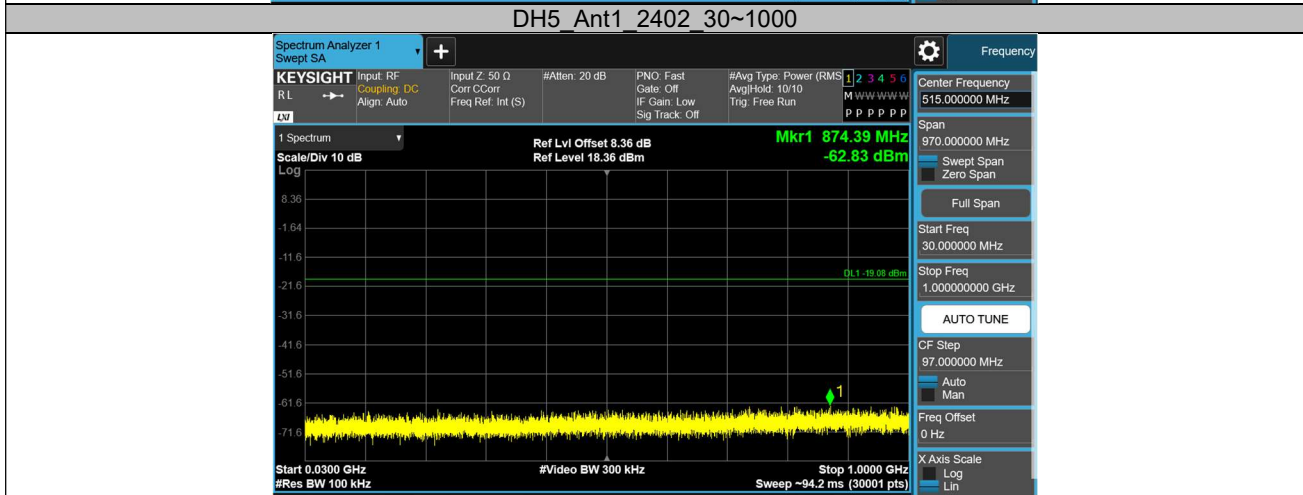 DH5_Ant1_2402_30~1000
Spectrum Analyzer 1
Swept SA
+
Frequency
KEYSIGHT
RL
LXI
Input: RF
Coupling: DC
Align: Auto
Input Z: 50 Ω
Corr CCorr
Freq Ref: Int (S)
#Atten: 20 dB
PNO: Fast
Gate: Off
IF Gain: Low
Sig Track: Off
#Avg Type: Power (RMS
Avg|Hold: 10/10
Trig: Free Run
1 2 3 4 5 6
M W W W W W
P P P P P P
1 Spectrum
Scale/Div 10 dB
Log
Ref Lvl Offset 8.36 dB
Ref Level 18.36 dBm
Mkr1 874.39 MHz
-62.83 dBm
8.36
-1.64
-11.6
-21.6
-31.6
-41.6
-51.6
-61.6
-71.6
DL1 -19.08 dBm
1
Start 0.0300 GHz
#Res BW 100 kHz
#Video BW 300 kHz
Stop 1.0000 GHz
Sweep ~94.2 ms (30001 pts)
Center Frequency
515.000000 MHz
Span
970.000000 MHz
Swept Span
Zero Span
Full Span
Start Freq
30.000000 MHz
Stop Freq
1.000000000 GHz
AUTO TUNE
CF Step
97.000000 MHz
Auto
Man
Freq Offset
0 Hz
X Axis Scale
Log
Lin